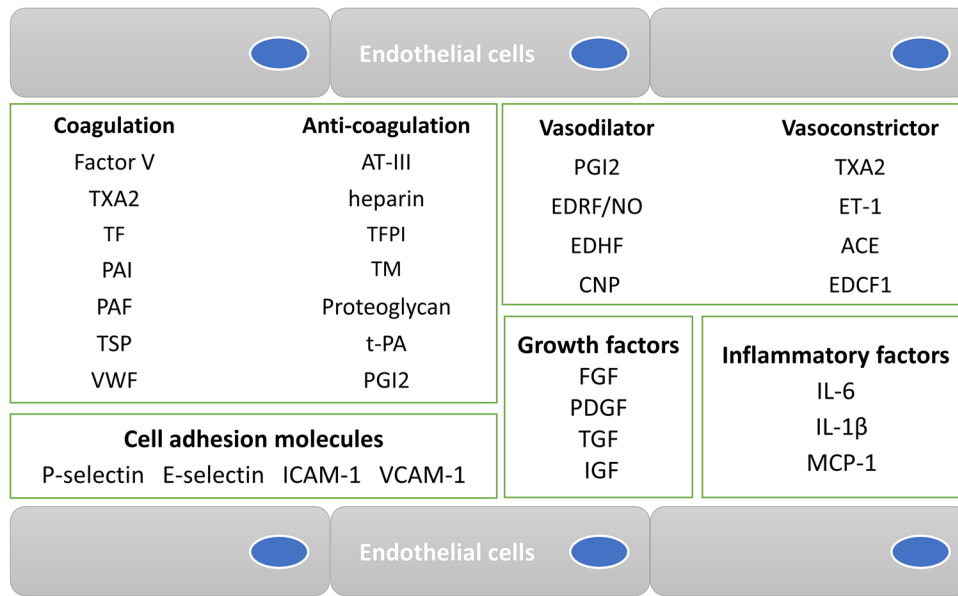 Endothelial cells
Coagulation
Factor V
TXA2
TF
PAI
PAF
TSP
VWF
Anti-coagulation
AT-III
heparin
TFPI
TM
Proteoglycan
t-PA
PGI2
Vasodilator
PGI2
EDRF/NO
EDHF
CNP
Vasoconstrictor
TXA2
ET-1
ACE
EDCF1
Cell adhesion molecules
P-selectin E-selectin ICAM-1 VCAM-1
Growth factors
FGF
PDGF
TGF
IGF
Inflammatory factors
IL-6
IL-1β
MCP-1
Endothelial cells